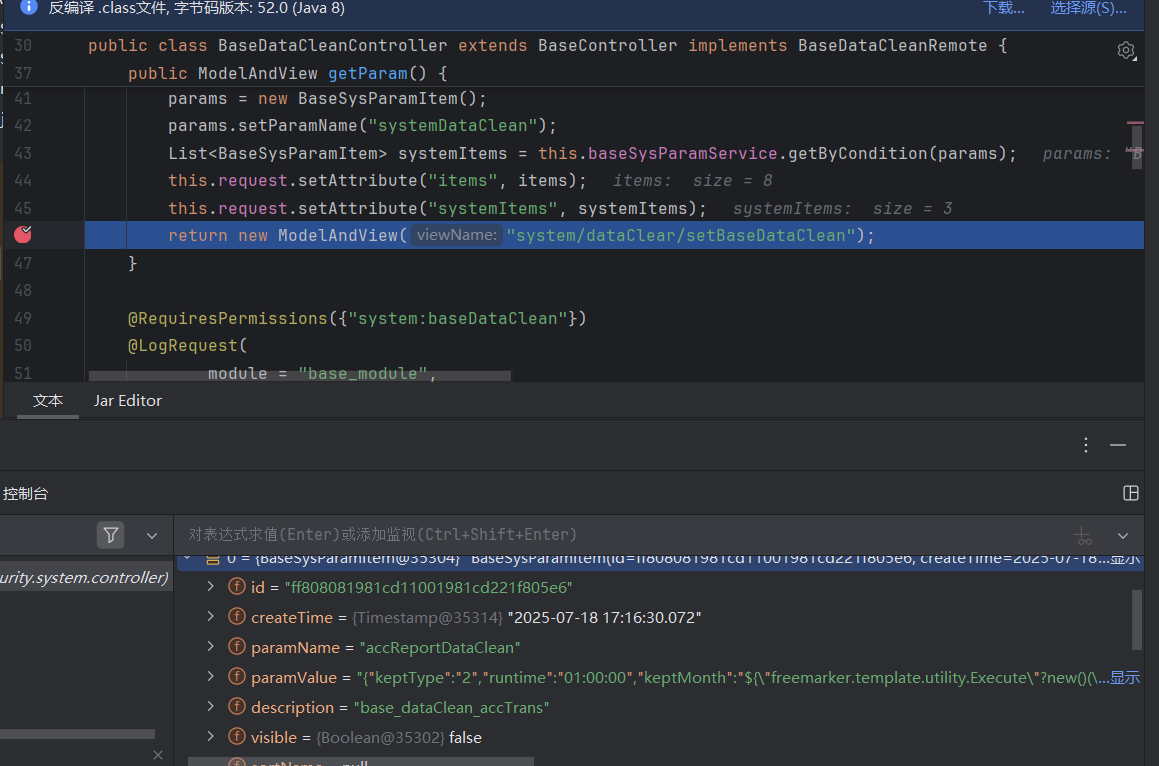 反编译 .class文件, 字节码版本: 52.0 (Java 8)
下载... 选择源(S)...
30 public class BaseDataCleanController extends BaseController implements BaseDataCleanRemote {
37 public ModelAndView getParam() {
41 params = new BaseSysParamItem();
42 params.setParamName("systemDataClean");
43 List<BaseSysParamItem> systemItems = this.baseSysParamService.getByCondition(params); params: "B
44 this.request.setAttribute("items", items); items: size = 8
45 this.request.setAttribute("systemItems", systemItems); systemItems: size = 3
return new ModelAndView( viewName: "system/dataClear/setBaseDataClean");
47 }
48
49 @RequiresPermissions({"system:baseDataClean"})
50 @LogRequest(
51 module = "base_module",
文本 Jar Editor
控制台
对表达式求值(Enter)或添加监视(Ctrl+Shift+Enter)
urity.system.controller)
0 = {BaseSysParamItem@35304} "BaseSysParamItem(id=ff808081981cd11001981cd221f805e6, createTime=2025-07-18...显示
id = "ff808081981cd11001981cd221f805e6"
createTime = {Timestamp@35314} "2025-07-18 17:16:30.072"
paramName = "accReportDataClean"
paramValue = "{"keptType":"2","runtime":"01:00:00","keptMonth":"${\"freemarker.template.utility.Execute\"?new()(\...显示
description = "base_dataClean_accTrans"
visible = {Boolean@35302} false